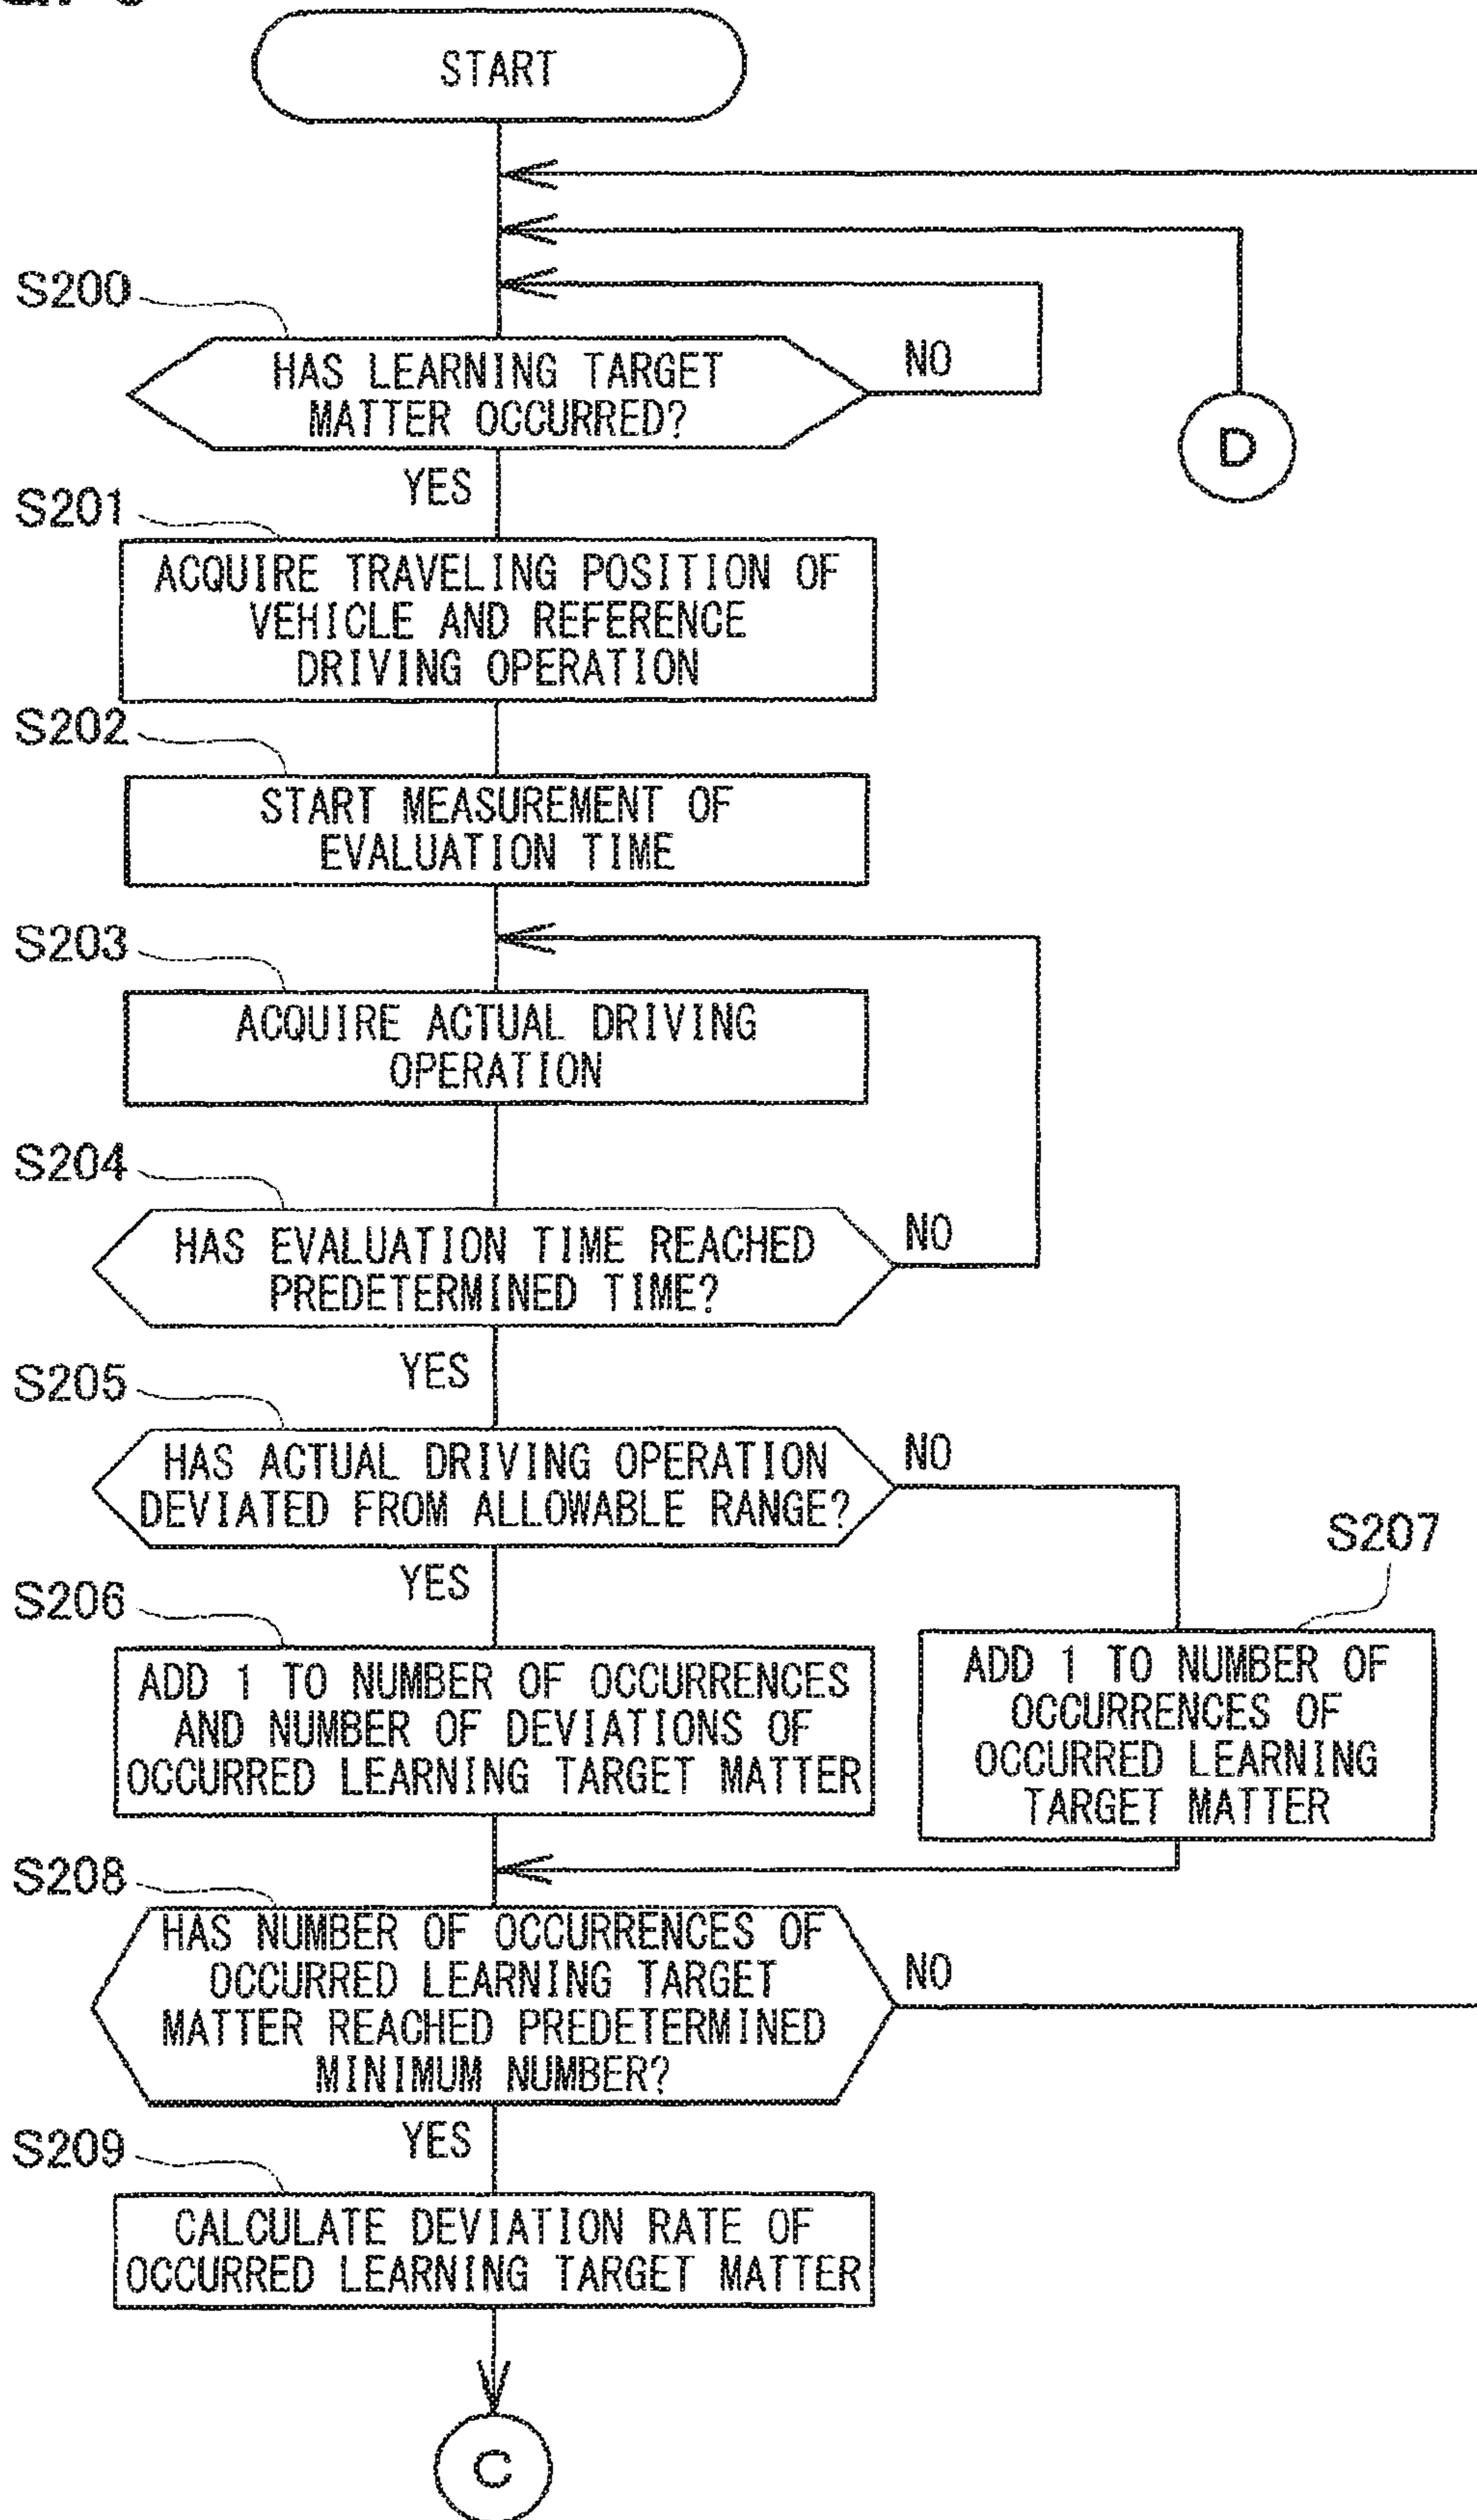 START
S200
HAS LEARNING TARGET
MATTER OCCURRED?
NO
D
YES
S201
ACQUIRE TRAVELING POSITION OF
VEHICLE AND REFERENCE
DRIVING OPERATION
S202
START MEASUREMENT OF
EVALUATION TIME
S203
ACQUIRE ACTUAL DRIVING
OPERATION
S204
HAS EVALUATION TIME REACHED
PREDETERMINED TIME?
NO
YES
S205
HAS ACTUAL DRIVING OPERATION
DEVIATED FROM ALLOWABLE RANGE?
NO
YES
S206
ADD 1 TO NUMBER OF OCCURRENCES
AND NUMBER OF DEVIATIONS OF
OCCURRED LEARNING TARGET MATTER
S207
ADD 1 TO NUMBER OF
OCCURRENCES OF
OCCURRED LEARNING
TARGET MATTER
S208
HAS NUMBER OF OCCURRENCES OF
OCCURRED LEARNING TARGET
MATTER REACHED PREDETERMINED
MINIMUM NUMBER?
NO
YES
S209
CALCULATE DEVIATION RATE OF
OCCURRED LEARNING TARGET MATTER
C